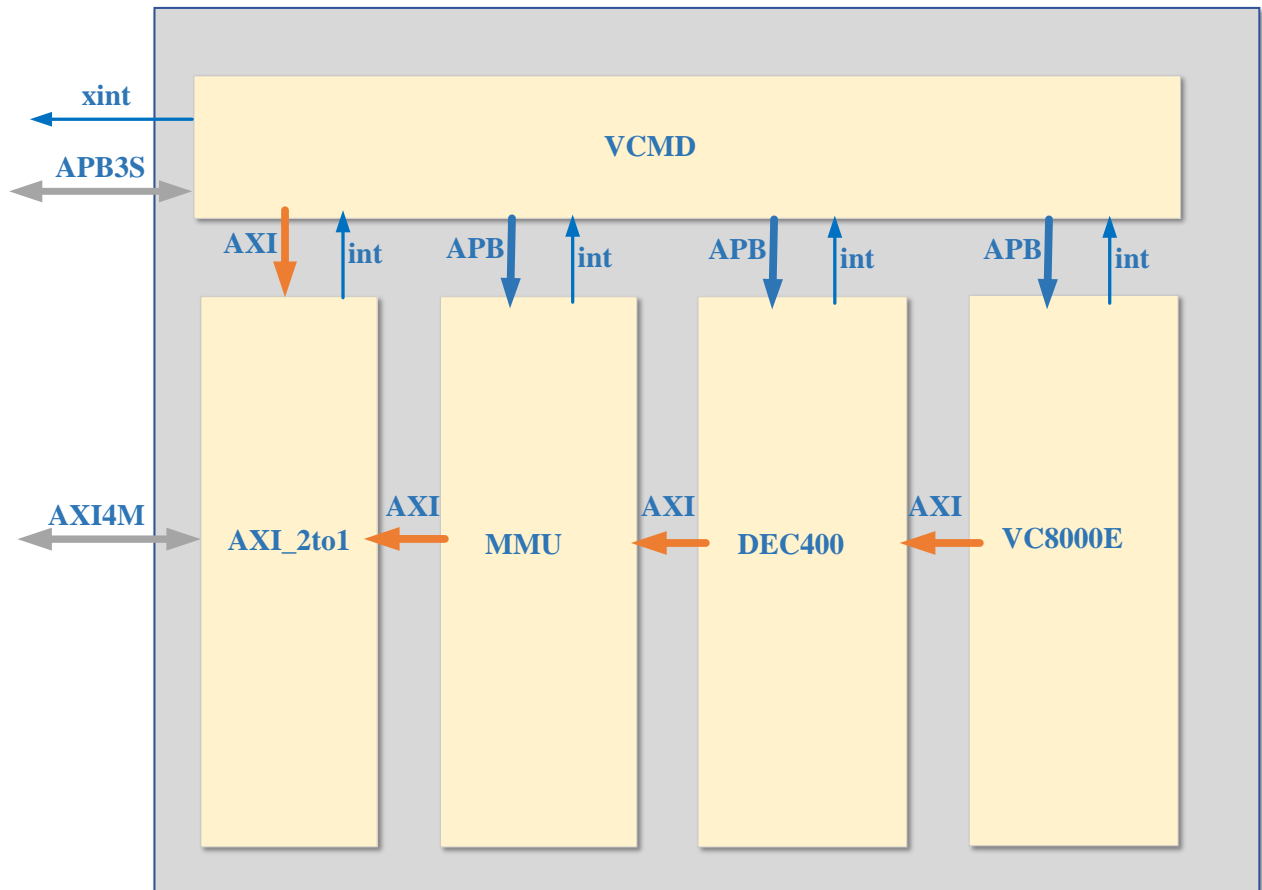 xint
VCMD
APB3S
AXI
int
APB
int
APB
int
APB
int
AXI
AXI
AXI
AXI4M
AXI_2to1
MMU
DEC400
VC8000E